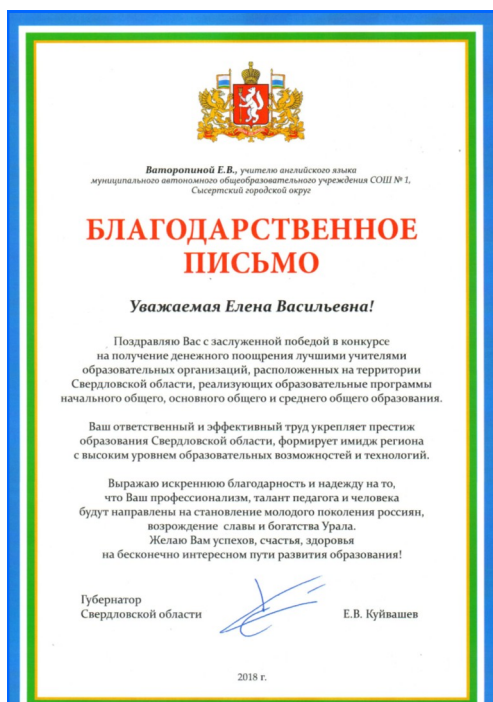 Ваторопиной Е.В., учителю английского языка
муниципального автономного общеобразовательного учреждения СОШ № 1,
Сысертский городской округ
БЛАГОДАРСТВЕННОЕ
ПИСЬМО
Уважаемая Елена Васильевна!
Поздравляю Вас с заслуженной победой в конкурсе
на получение денежного поощрения лучшими учителями
образовательных организаций, расположенных на территории
Свердловской области, реализующих образовательные программы
начального общего, основного общего и среднего общего образования.
Ваш ответственный и эффективный труд укрепляет престиж
образования Свердловской области, формирует имидж региона
с высоким уровнем образовательных возможностей и технологий.
Выражаю искреннюю благодарность и надежду на то,
что Ваш профессионализм, талант педагога и человека
будут направлены на становление молодого поколения россиян,
возрождение славы и богатства Урала.
Желаю Вам успехов, счастья, здоровья
на бесконечно интересном пути развития образования!
Губернатор
Свердловской области Е.В. Куйвашев
2018 г.